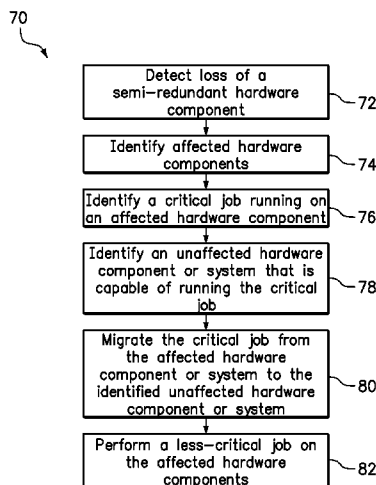 70
Detect loss of a
semi-redundant hardware
component
72
Identify affected hardware
components
74
Identify a critical job running on
an affected hardware component
76
Identify an unaffected hardware
component or system that is
capable of running the critical
job
78
Migrate the critical job from
the affected hardware
component or system to the
identified unaffected hardware
component or system
80
Perform a less-critical job on
the affected hardware
components
82